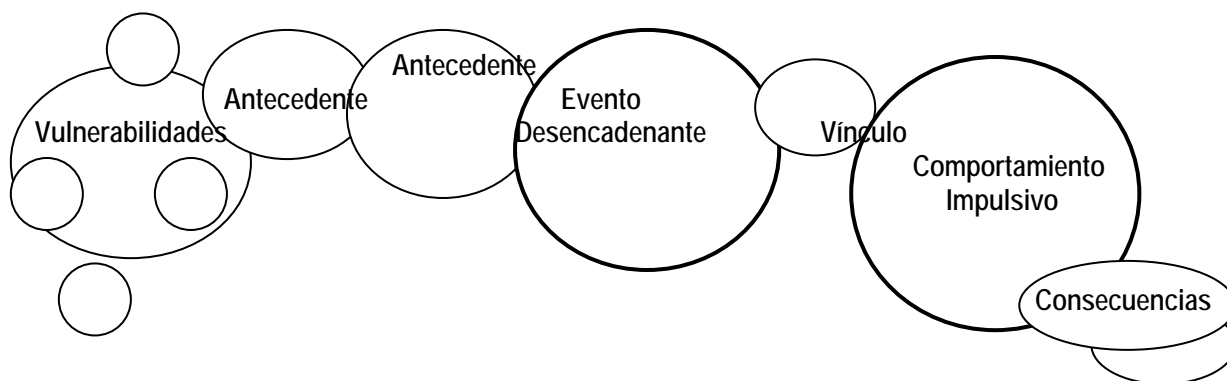 Vulnerabilidades
Antecedente
Antecedente
Evento
Desencadenante
Vínculo
Comportamiento
Impulsivo
Consecuencias